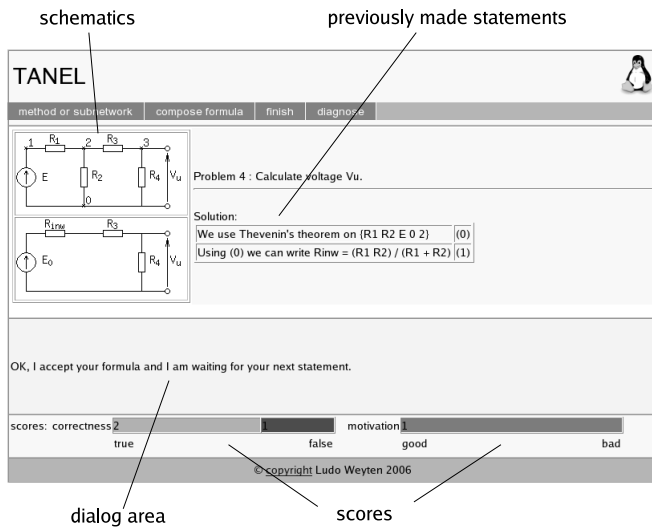 schematics
previously made statements
TANEL
method or subnetwork compose formula finish diagnose
1 R1 2 R3 3
E R2 R4 Vu
0
Rinw R3
E0 R4 Vu
Problem 4 : Calculate voltage Vu.
Solution:
We use Thevenin's theorem on {R1 R2 E 0 2} (0)
Using (0) we can write Rinw = (R1 R2) / (R1 + R2) (1)
OK, I accept your formula and I am waiting for your next statement.
scores: correctness 2 1 motivation 1
true false good bad
© copyright Ludo Weyten 2006
dialog area
scores